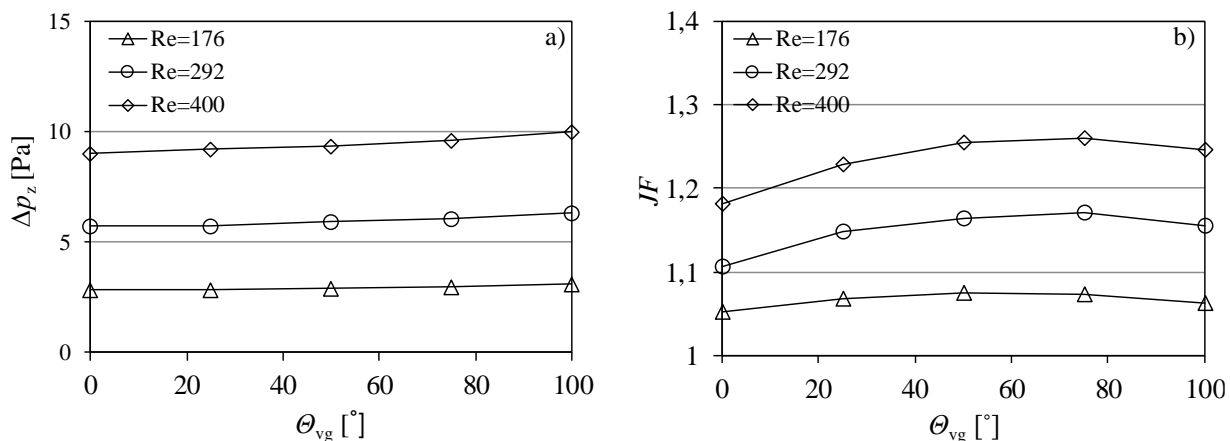 15
10
5
0
Δp_z [Pa]
a)
Re=176
Re=292
Re=400
0 20 40 60 80 100
Θ_vg [°]
1,4
1,3
1,2
1,1
1
JF
b)
Re=176
Re=292
Re=400
0 20 40 60 80 100
Θ_vg [°]